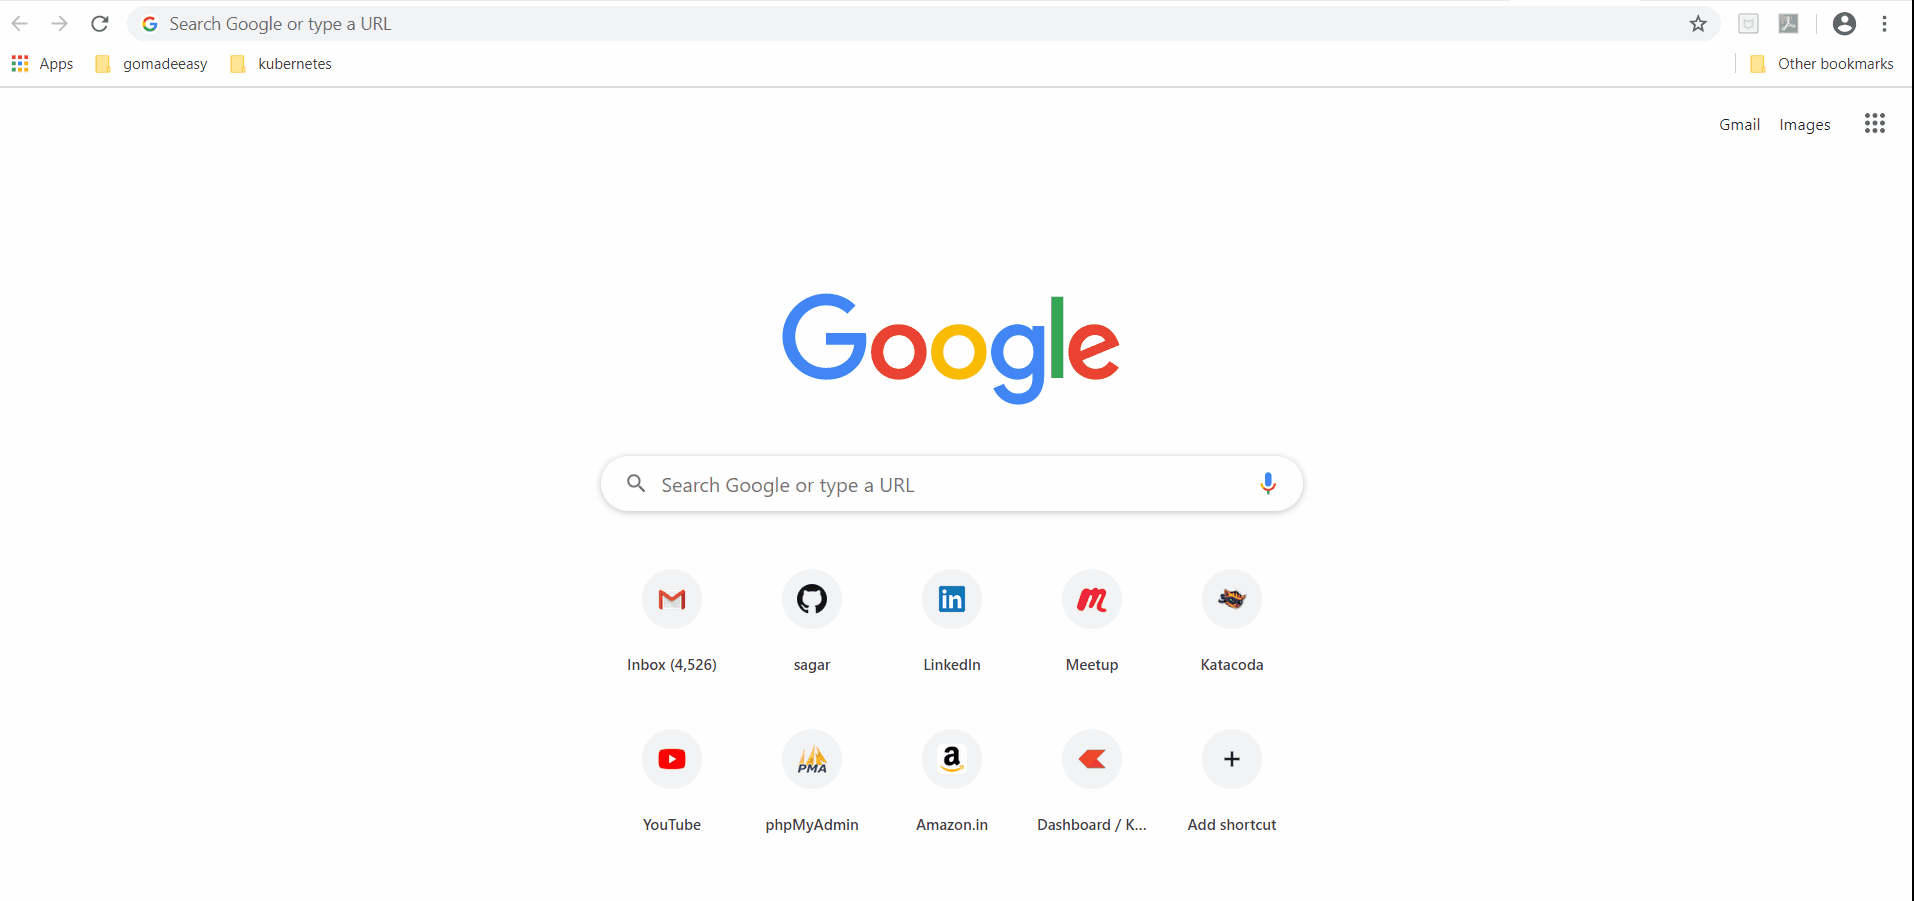 Search Google or type a URL
Apps gomadeeasy kubernetes Other bookmarks
Gmail Images
Google
Search Google or type a URL
Inbox (4,526) sagar LinkedIn Meetup Katacoda
PMA
YouTube phpMyAdmin Amazon.in Dashboard / K... Add shortcut